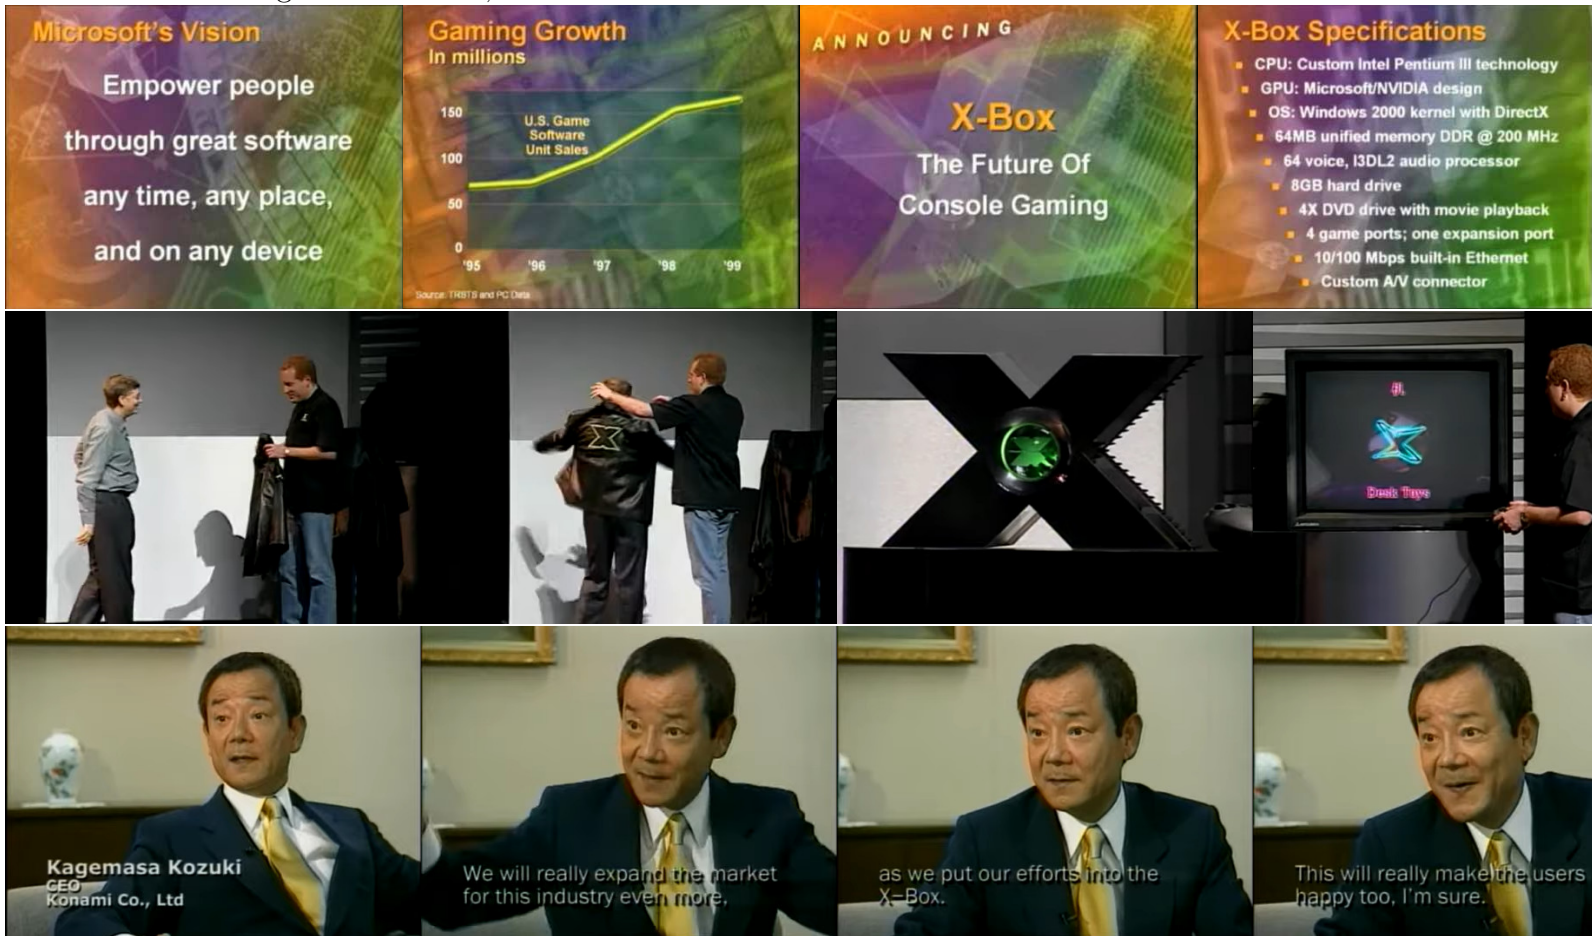 Microsoft's Vision
Empower people
through great software
any time, any place,
and on any device
Gaming Growth
In millions
150
100
50
0
U.S. Game
Software
Unit Sales
'95 '96 '97 '98 '99
Source: TRSTS and PC Data
ANNOUNCING
X-Box
The Future Of
Console Gaming
X-Box Specifications
CPU: Custom Intel Pentium III technology
GPU: Microsoft/NVIDIA design
OS: Windows 2000 kernel with DirectX
64MB unified memory DDR @ 200 MHz
64 voice, I3DL2 audio processor
8GB hard drive
4X DVD drive with movie playback
4 game ports; one expansion port
10/100 Mbps built-in Ethernet
Custom A/V connector
Desk Toys
Kagemasa Kozuki
CEO
Konami Co., Ltd
We will really expand the market
for this industry even more,
as we put our efforts into the
X-Box.
This will really make the users
happy too, I'm sure.